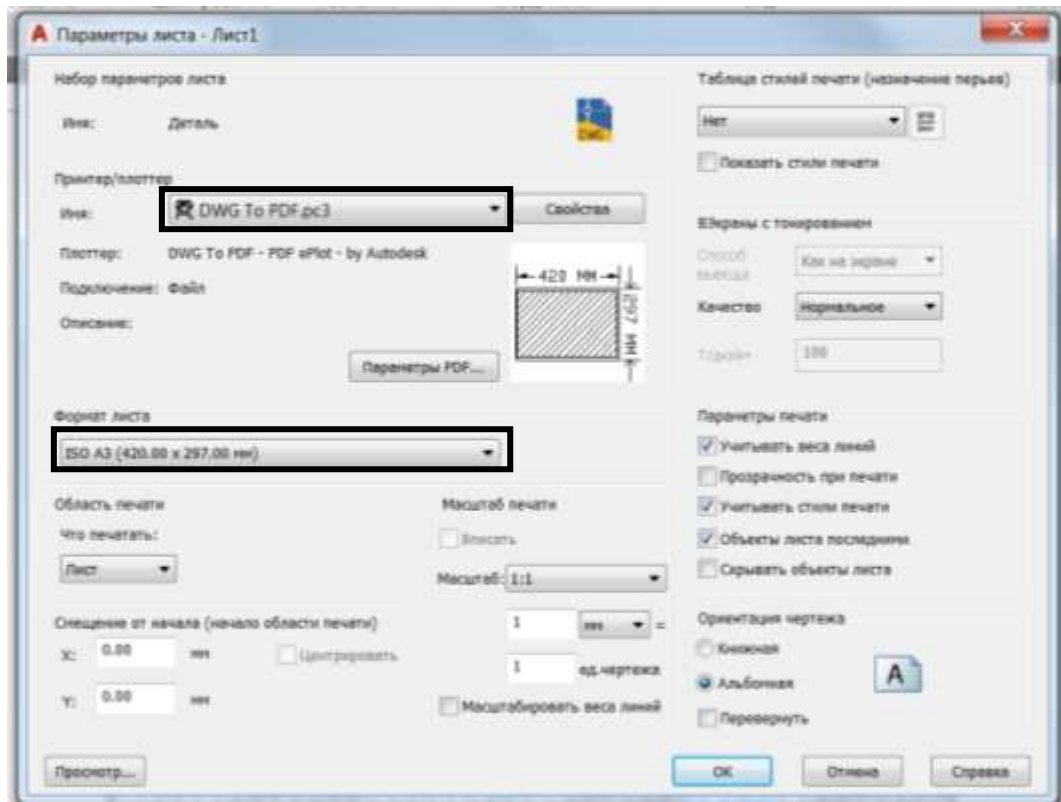 Параметры листа - Лист1
Набор параметров листа
Имя: Деталь
DWG
Принтер/плоттер
Имя: DWG To PDF.pc3 Свойства
Плоттер: DWG To PDF - PDF ePlot - by Autodesk
Подключение: Файл
Описание:
420 MM
297 MM
Параметры PDF...
Формат листа
ISO A3 (420.00 x 297.00 мм)
Область печати
Что печатать:
Лист
Масштаб печати
Вписать
Масштаб: 1:1
1 мм =
1 ед.чертежа
Масштабировать веса линий
Смещение от начала (начало области печати)
X: 0.00 мм Центрировать
Y: 0.00 мм
Таблица стилей печати (назначение перьев)
Нет
Показать стили печати
ВЭкраны с тонированием
Способ вывода
Как на экране
Качество Нормальное
Т/дюйм 100
Параметры печати
Учитывать веса линий
Прозрачность при печати
Учитывать стили печати
Объекты листа последними
Скрывать объекты листа
Ориентация чертежа
Книжная
Альбомная
Перевернуть
A
Просмотр... ОК Отмена Справка